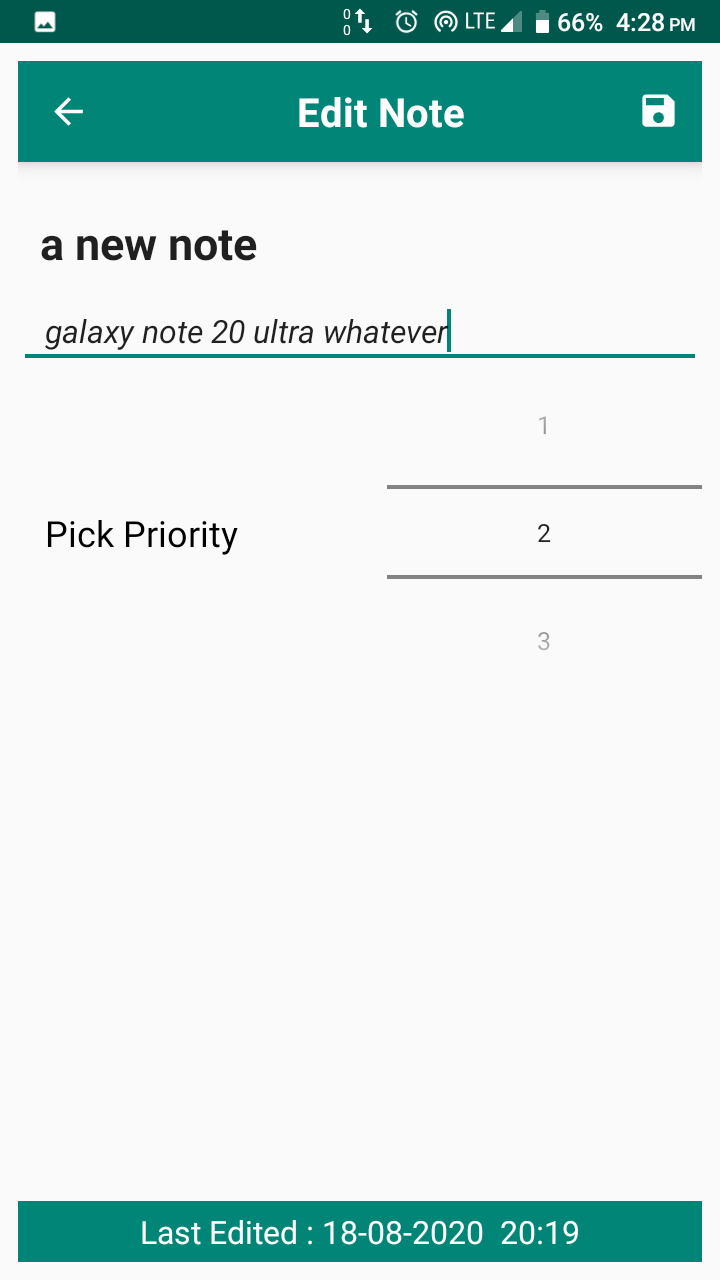 0
0 LTE 66% 4:28 PM
Edit Note
a new note
galaxy note 20 ultra whatever
1
Pick Priority 2
3
Last Edited : 18-08-2020 20:19